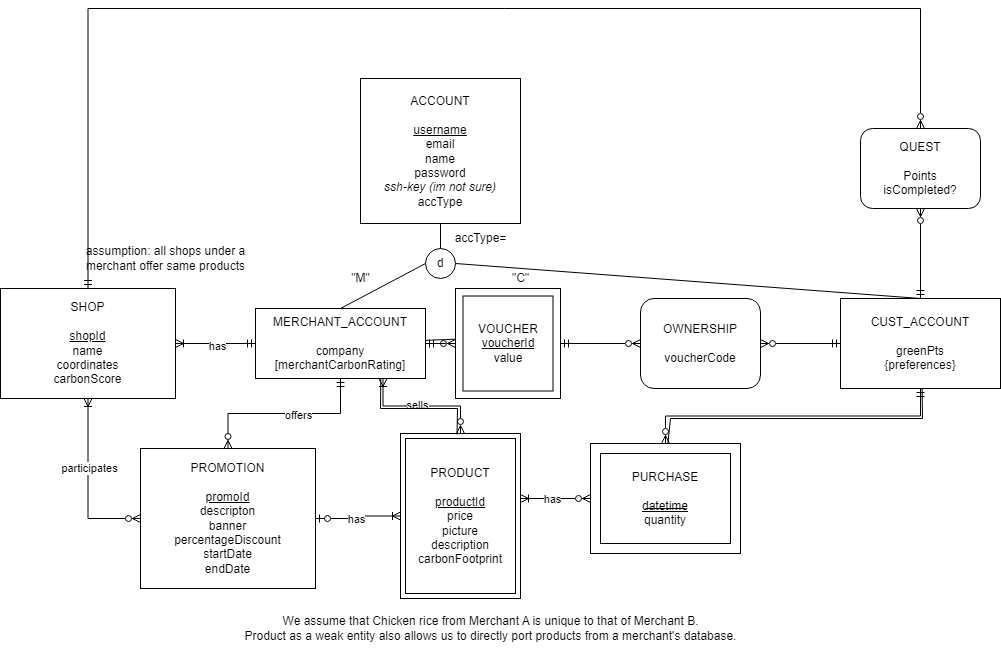 ACCOUNT
username
email
name
password
ssh-key (im not sure)
accType
QUEST
Points
isCompleted?
accType=
d
"M"
"C"
assumption: all shops under a
merchant offer same products
SHOP
shopId
name
coordinates
carbonScore
has
MERCHANT_ACCOUNT
company
[merchantCarbonRating]
VOUCHER
voucherId
value
OWNERSHIP
voucherCode
CUST_ACCOUNT
greenPts
{preferences}
offers
sells
participates
PROMOTION
promoId
descripton
banner
percentageDiscount
startDate
endDate
has
PRODUCT
productId
price
picture
description
carbonFootprint
has
PURCHASE
datetime
quantity
We assume that Chicken rice from Merchant A is unique to that of Merchant B.
Product as a weak entity also allows us to directly port products from a merchant's database.